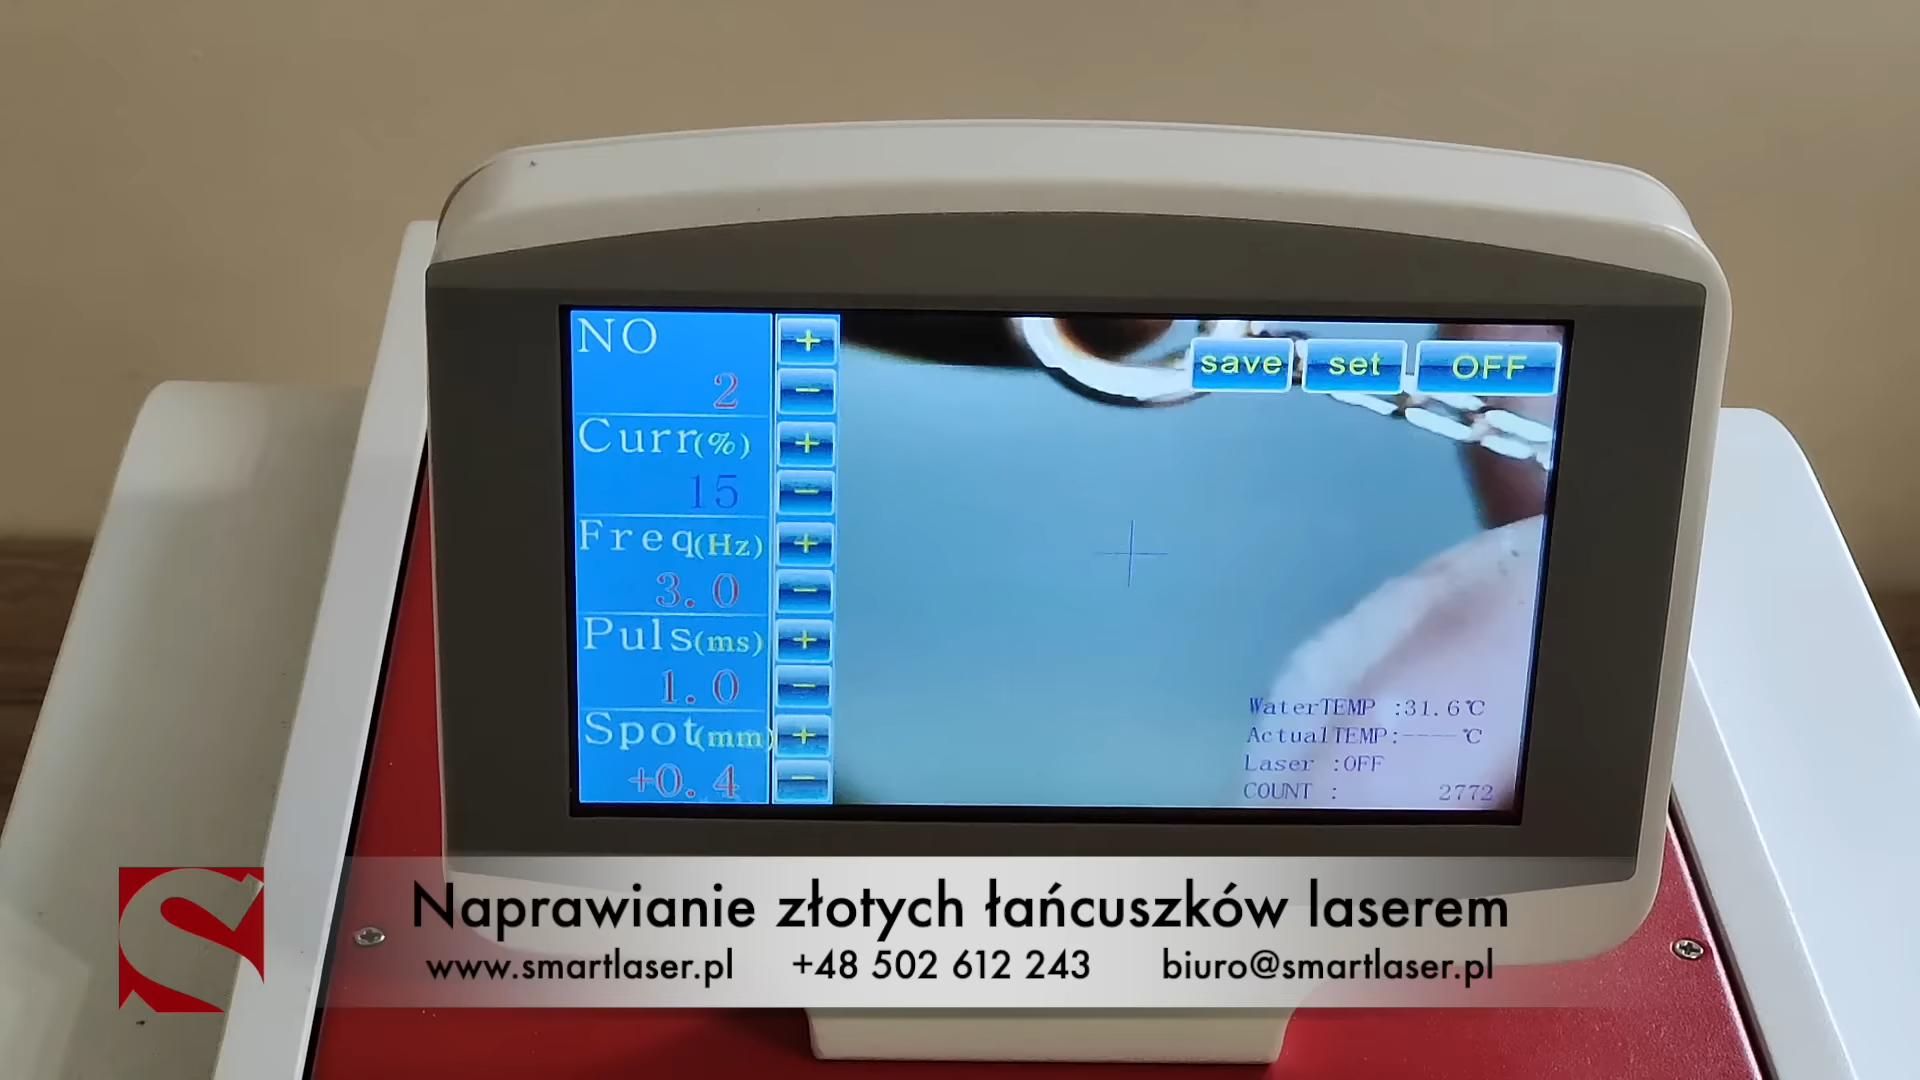 NO
+
2
-
Curr(%)
+
15
-
Freq(Hz)
+
3.0
-
Puls(ms)
+
1.0
-
Spot(mm)
+
+0.4
-
save set OFF
WaterTEMP :31.6℃
ActualTEMP:----℃
Laser :OFF
COUNT : 2772
Naprawianie złotych łańcuszków laserem
www.smartlaser.pl +48 502 612 243 biuro@smartlaser.pl